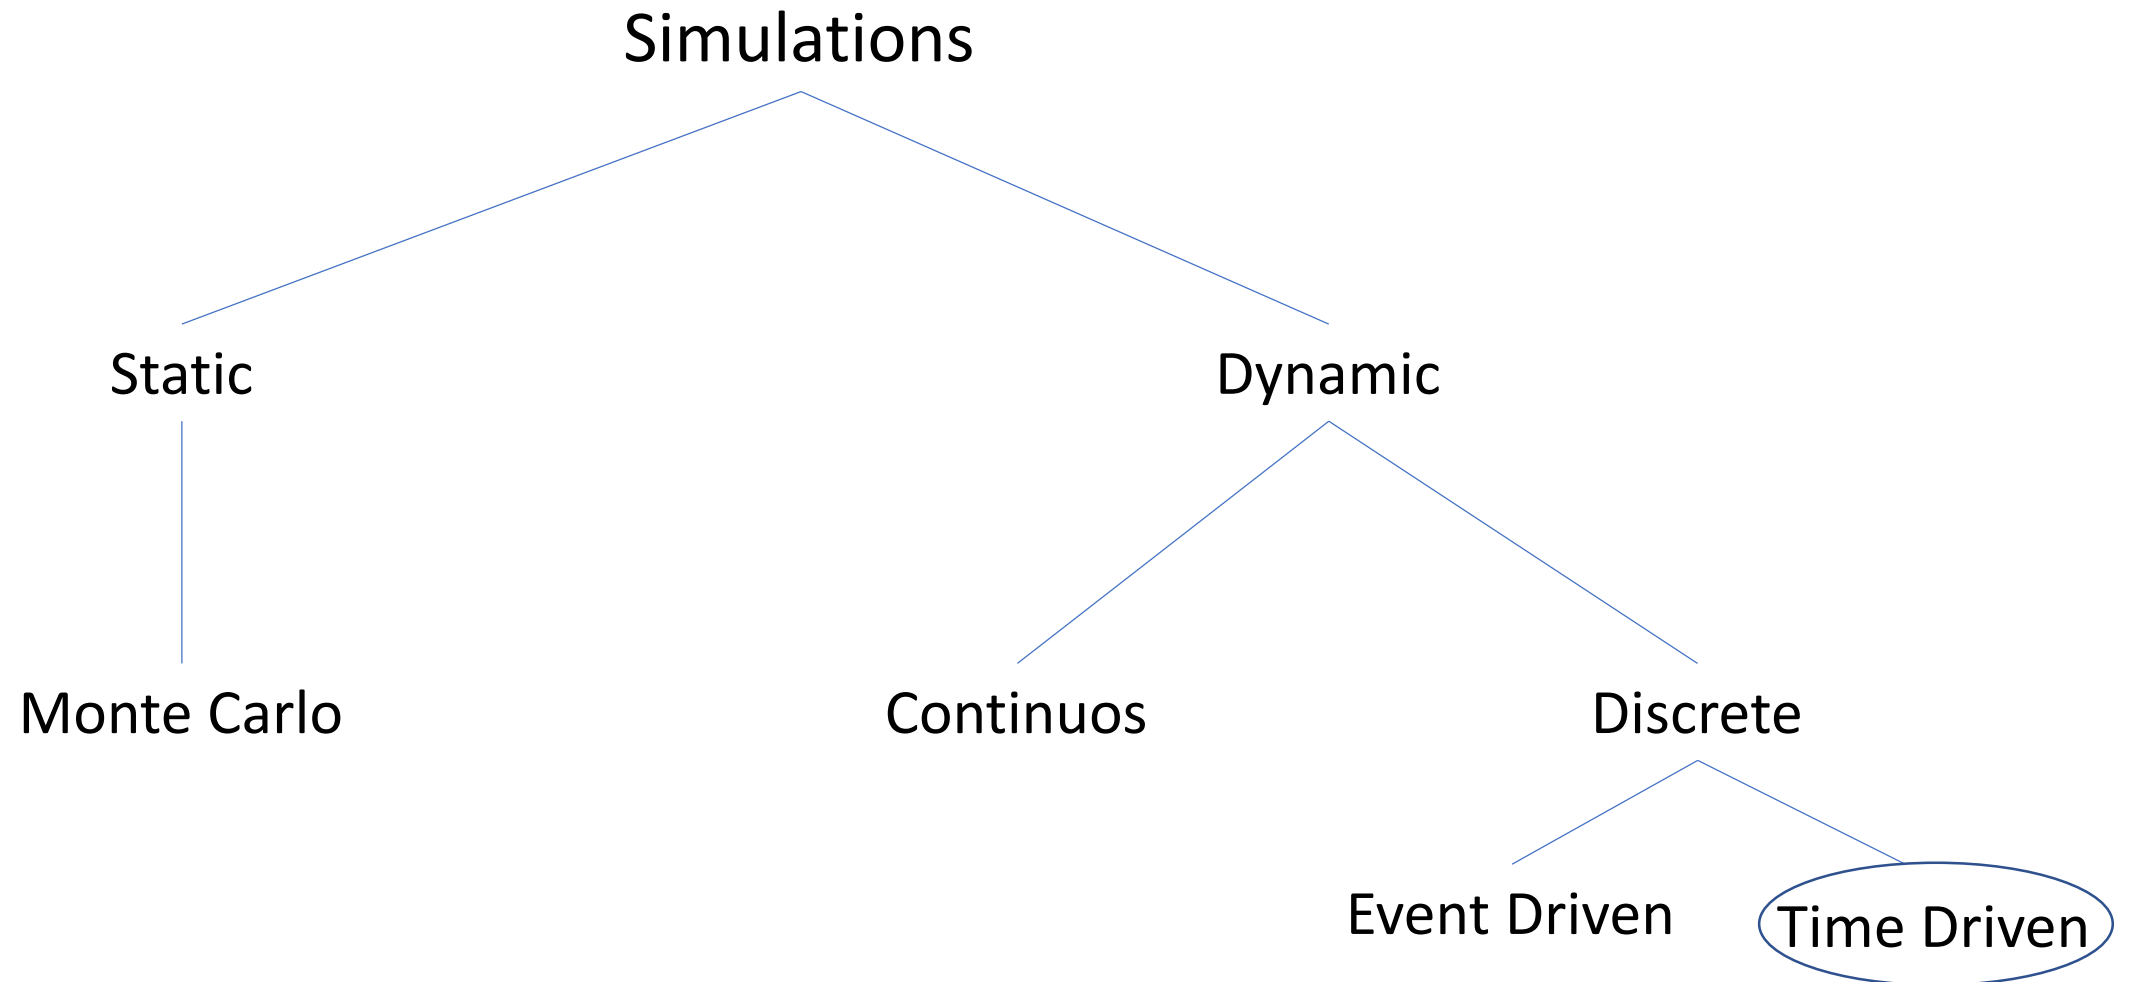 Simulations
Static
Dynamic
Monte Carlo
Continuos
Discrete
Event Driven
Time Driven